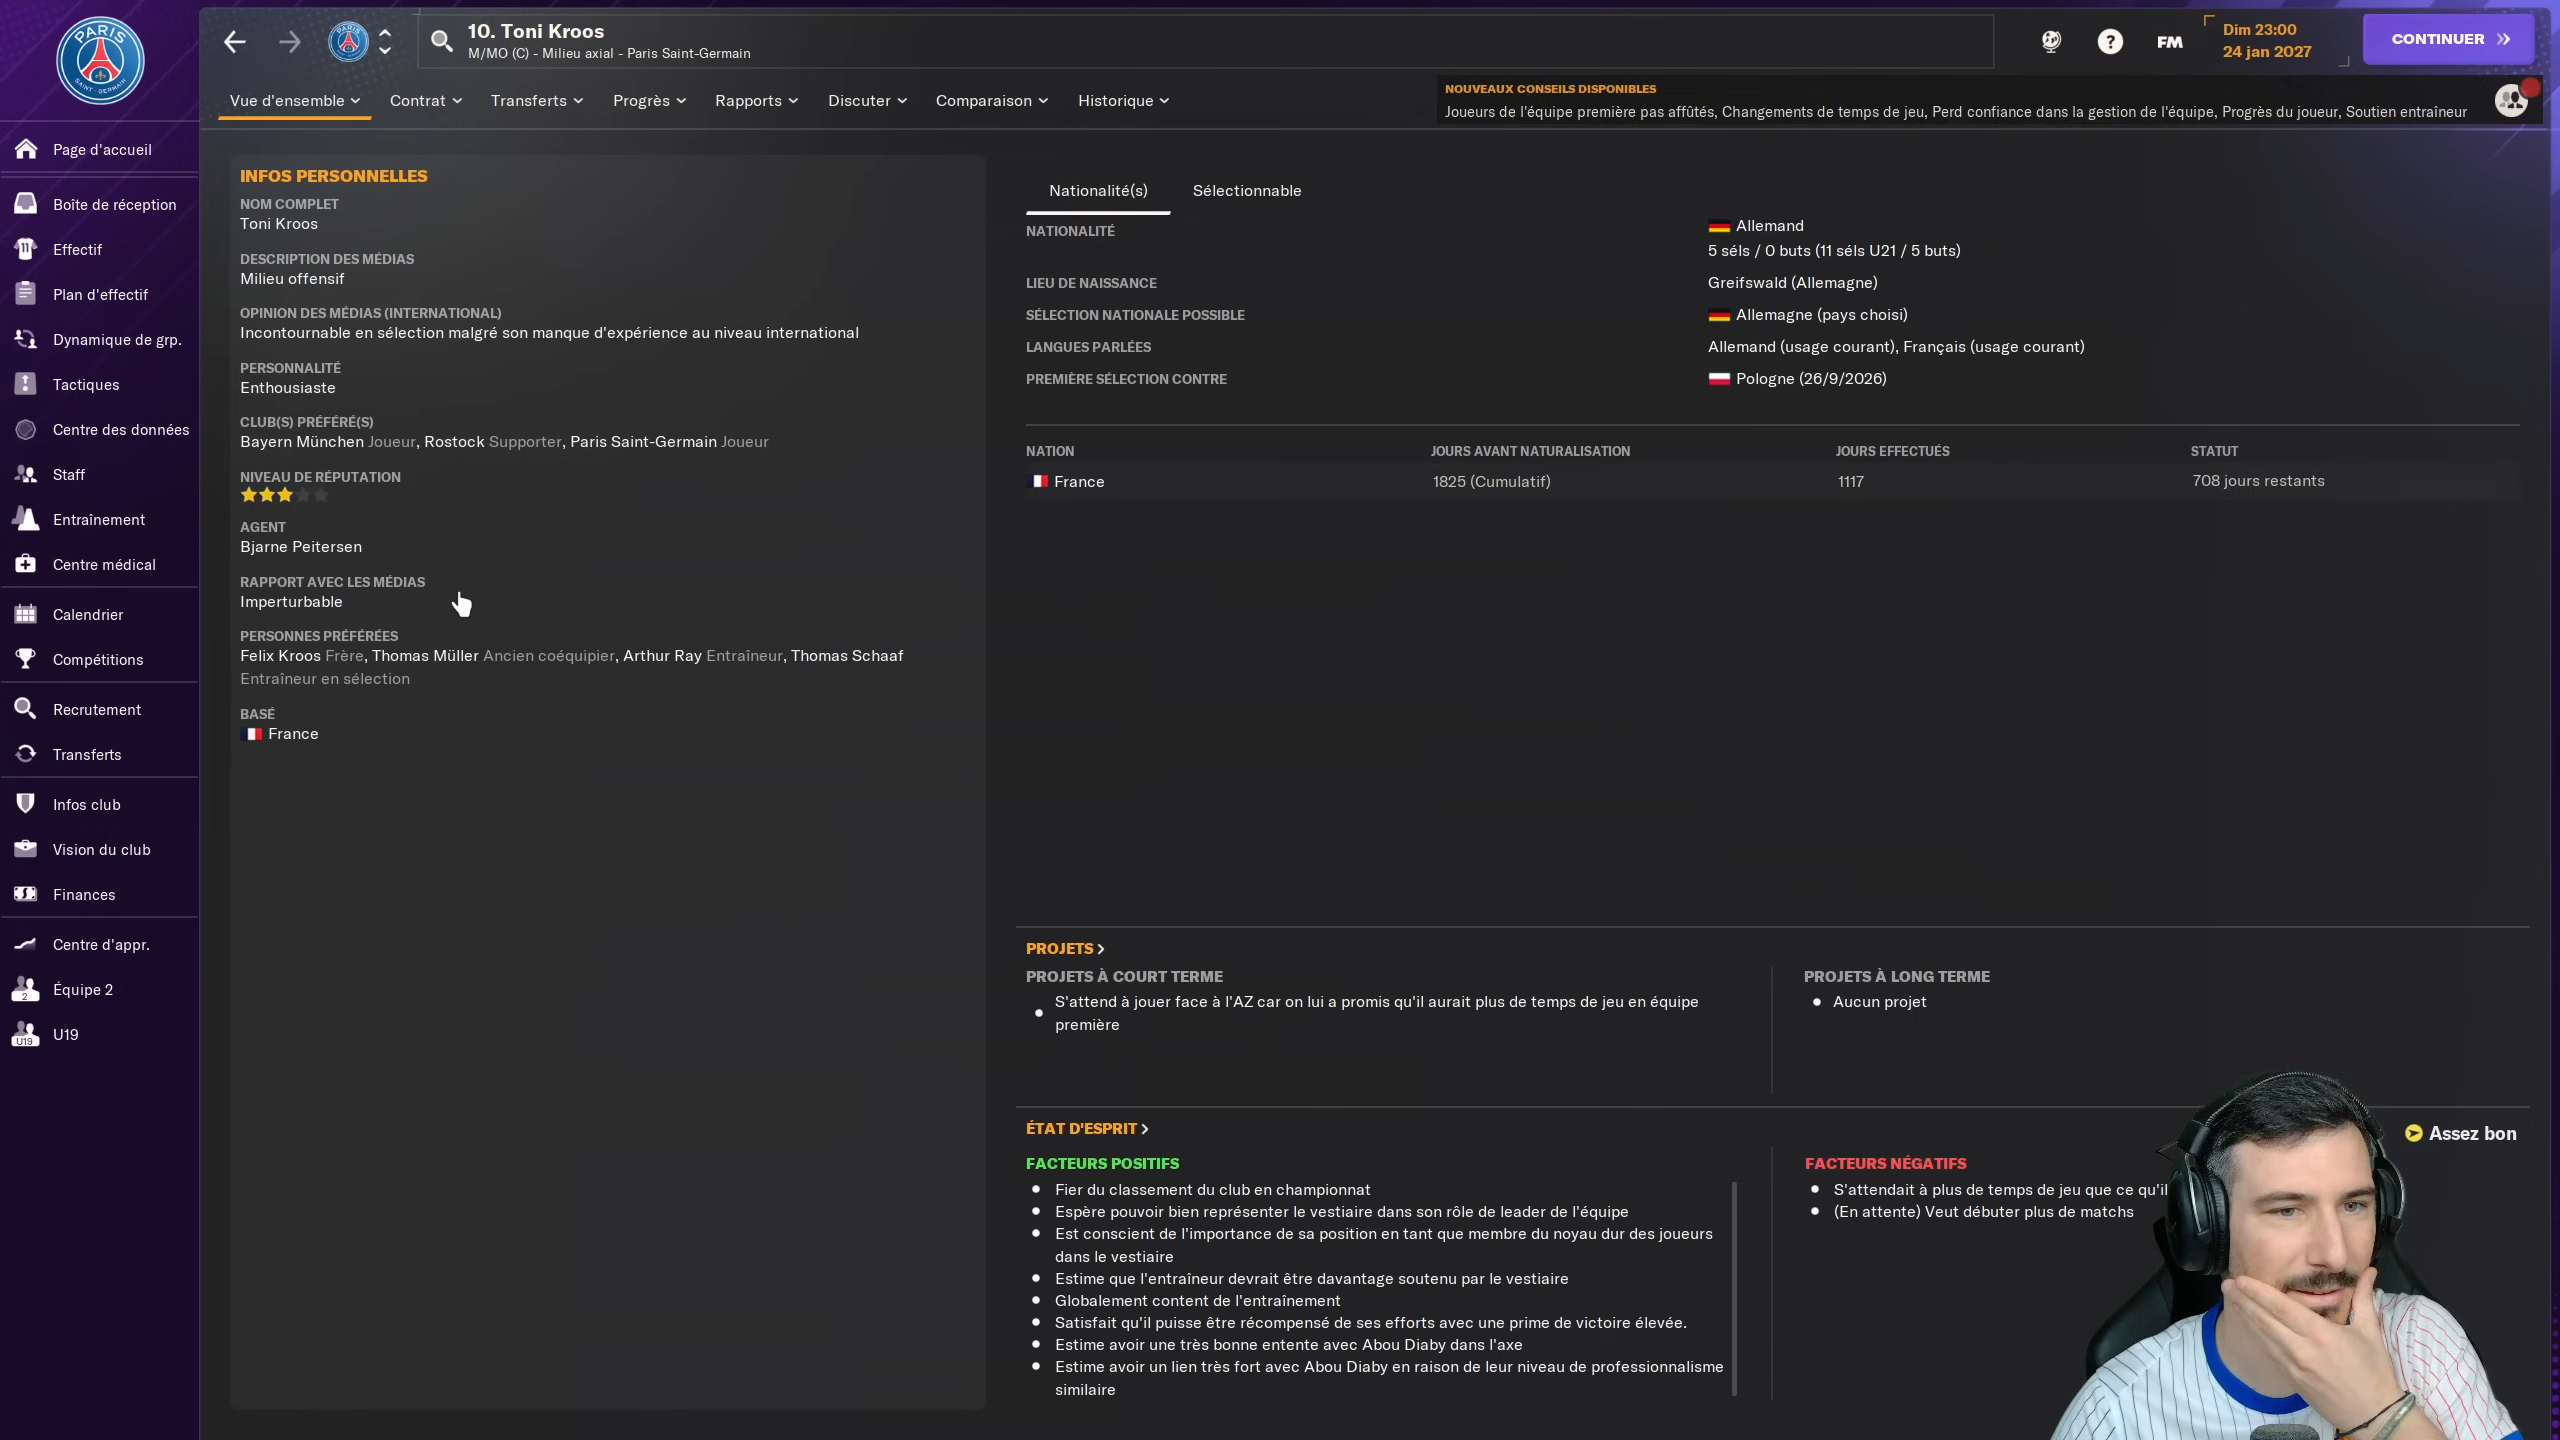 10. Toni Kroos
M/MO (C) - Milieu axial - Paris Saint-Germain
Dim 23:00
24 jan 2027
CONTINUER
FM
?
PARIS
SAINT-GERMAIN
Vue d'ensemble
Contrat
Transferts
Progrès
Rapports
Discuter
Comparaison
Historique
NOUVEAUX CONSEILS DISPONIBLES
Joueurs de l'équipe première pas affûtés, Changements de temps de jeu, Perd confiance dans la gestion de l'équipe, Progrès du joueur, Soutien entraîneur
Page d'accueil
Boîte de réception
11 Effectif
Plan d'effectif
Dynamique de grp.
Tactiques
Centre des données
Staff
Entraînement
Centre médical
Calendrier
Compétitions
Recrutement
Transferts
Infos club
Vision du club
Finances
Centre d'appr.
2 Équipe 2
U19 U19
INFOS PERSONNELLES
NOM COMPLET
Toni Kroos
DESCRIPTION DES MÉDIAS
Milieu offensif
OPINION DES MÉDIAS (INTERNATIONAL)
Incontournable en sélection malgré son manque d'expérience au niveau international
PERSONNALITÉ
Enthousiaste
CLUB(S) PRÉFÉRÉ(S)
Bayern München Joueur, Rostock Supporter, Paris Saint-Germain Joueur
NIVEAU DE RÉPUTATION
AGENT
Bjarne Peitersen
RAPPORT AVEC LES MÉDIAS
Imperturbable
PERSONNES PRÉFÉRÉES
Felix Kroos Frère, Thomas Müller Ancien coéquipier, Arthur Ray Entraîneur, Thomas Schaaf
Entraîneur en sélection
BASÉ
France
Nationalité(s)
Sélectionnable
NATIONALITÉ
Allemand
5 séls / 0 buts (11 séls U21 / 5 buts)
LIEU DE NAISSANCE
Greifswald (Allemagne)
SÉLECTION NATIONALE POSSIBLE
Allemagne (pays choisi)
LANGUES PARLÉES
Allemand (usage courant), Français (usage courant)
PREMIÈRE SÉLECTION CONTRE
Pologne (26/9/2026)
NATION
JOURS AVANT NATURALISATION
JOURS EFFECTUÉS
STATUT
France
1825 (Cumulatif)
1117
708 jours restants
PROJETS
PROJETS À COURT TERME
S'attend à jouer face à l'AZ car on lui a promis qu'il aurait plus de temps de jeu en équipe
première
PROJETS À LONG TERME
Aucun projet
ÉTAT D'ESPRIT
Assez bon
FACTEURS POSITIFS
Fier du classement du club en championnat
Espère pouvoir bien représenter le vestiaire dans son rôle de leader de l'équipe
Est conscient de l'importance de sa position en tant que membre du noyau dur des joueurs
dans le vestiaire
Estime que l'entraîneur devrait être davantage soutenu par le vestiaire
Globalement content de l'entraînement
Satisfait qu'il puisse être récompensé de ses efforts avec une prime de victoire élevée.
Estime avoir une très bonne entente avec Abou Diaby dans l'axe
Estime avoir un lien très fort avec Abou Diaby en raison de leur niveau de professionnalisme
similaire
FACTEURS NÉGATIFS
S'attendait à plus de temps de jeu que ce qu'il
(En attente) Veut débuter plus de matchs